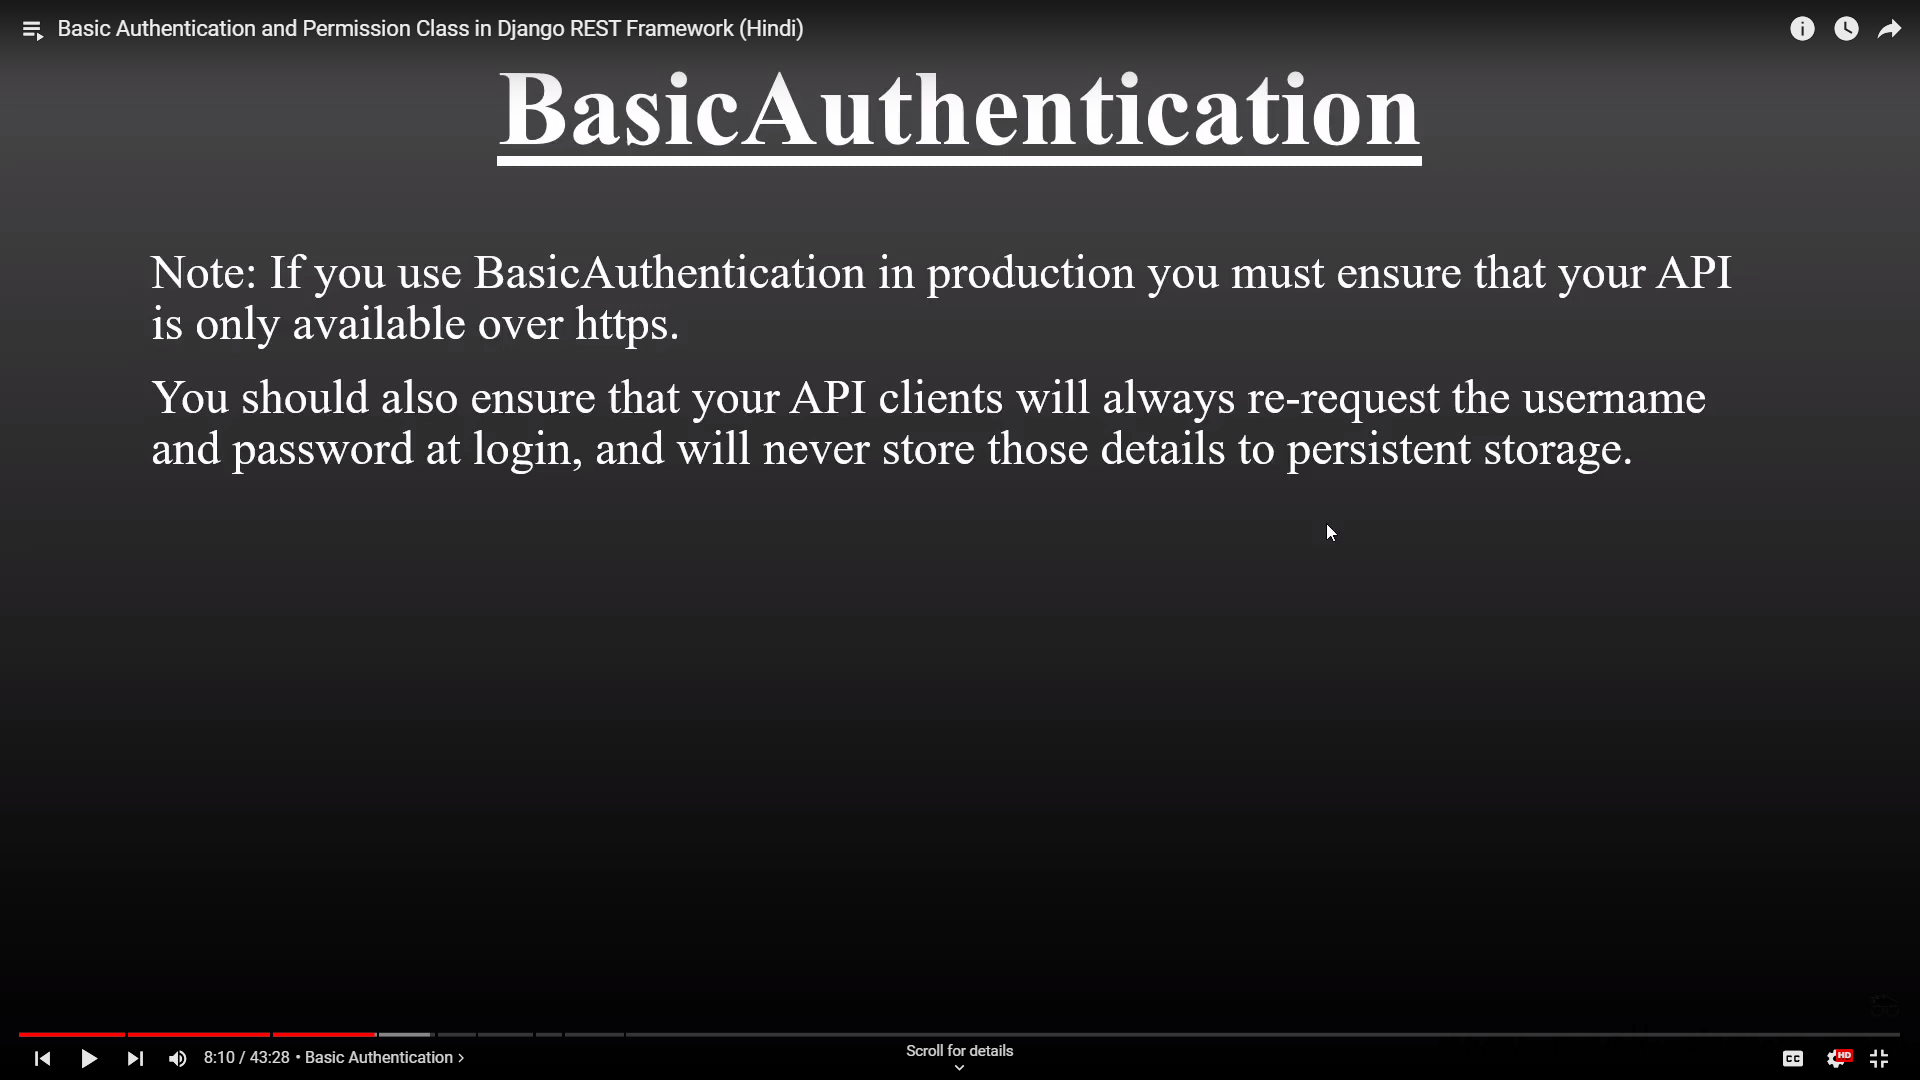 Basic Authentication and Permission Class in Django REST Framework (Hindi)
BasicAuthentication
Note: If you use BasicAuthentication in production you must ensure that your API
is only available over https.
You should also ensure that your API clients will always re-request the username
and password at login, and will never store those details to persistent storage.
8:10 / 43:28 • Basic Authentication >
Scroll for details
CC
HD